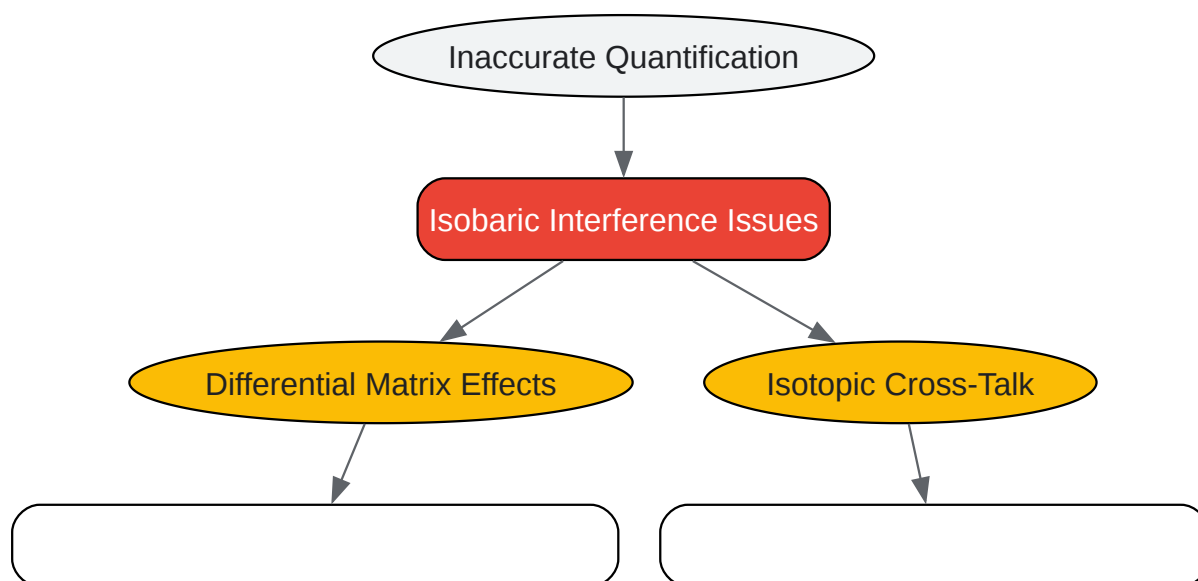 Inaccurate Quantification
Isobaric Interference Issues
Differential Matrix Effects
Isotopic Cross-Talk